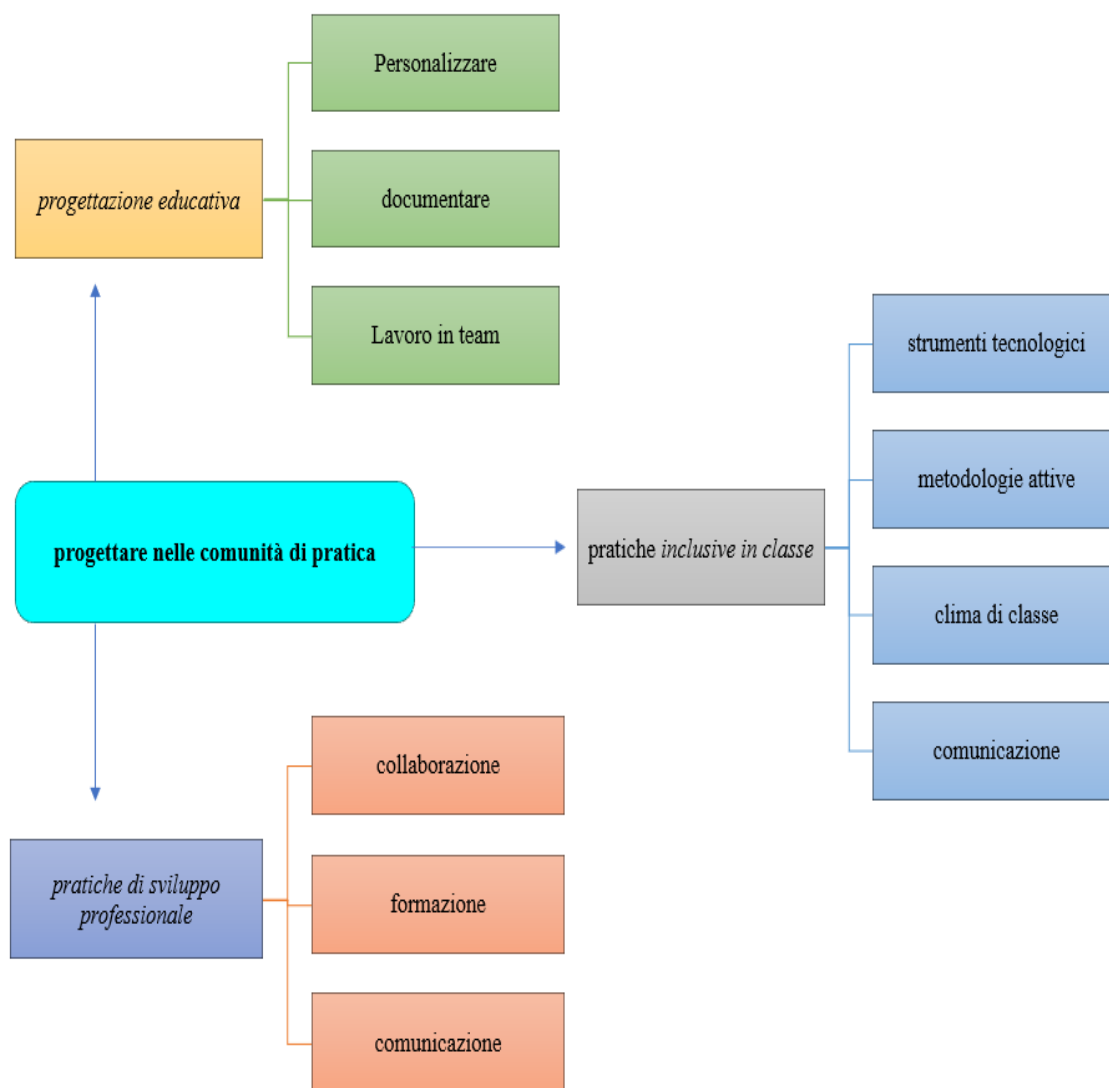 Personalizzare
progettazione educativa
documentare
Lavoro in team
strumenti tecnologici
metodologie attive
progettare nelle comunità di pratica
pratiche inclusive in classe
clima di classe
comunicazione
collaborazione
pratiche di sviluppo
professionale
formazione
comunicazione